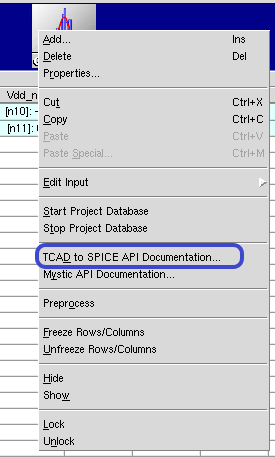 Add... Ins
Delete Del
Properties...
Vdd_n
Cut Ctrl+X
[n10]: -
Copy Ctrl+C
[n11]:
Paste Ctrl+V
Paste Special... Ctrl+M
Edit Input
Start Project Database
Stop Project Database
TCAD to SPICE API Documentation...
Mystic API Documentation...
Preprocess
Freeze Rows/Columns
Unfreeze Rows/Columns
Hide
Show
Lock
Unlock